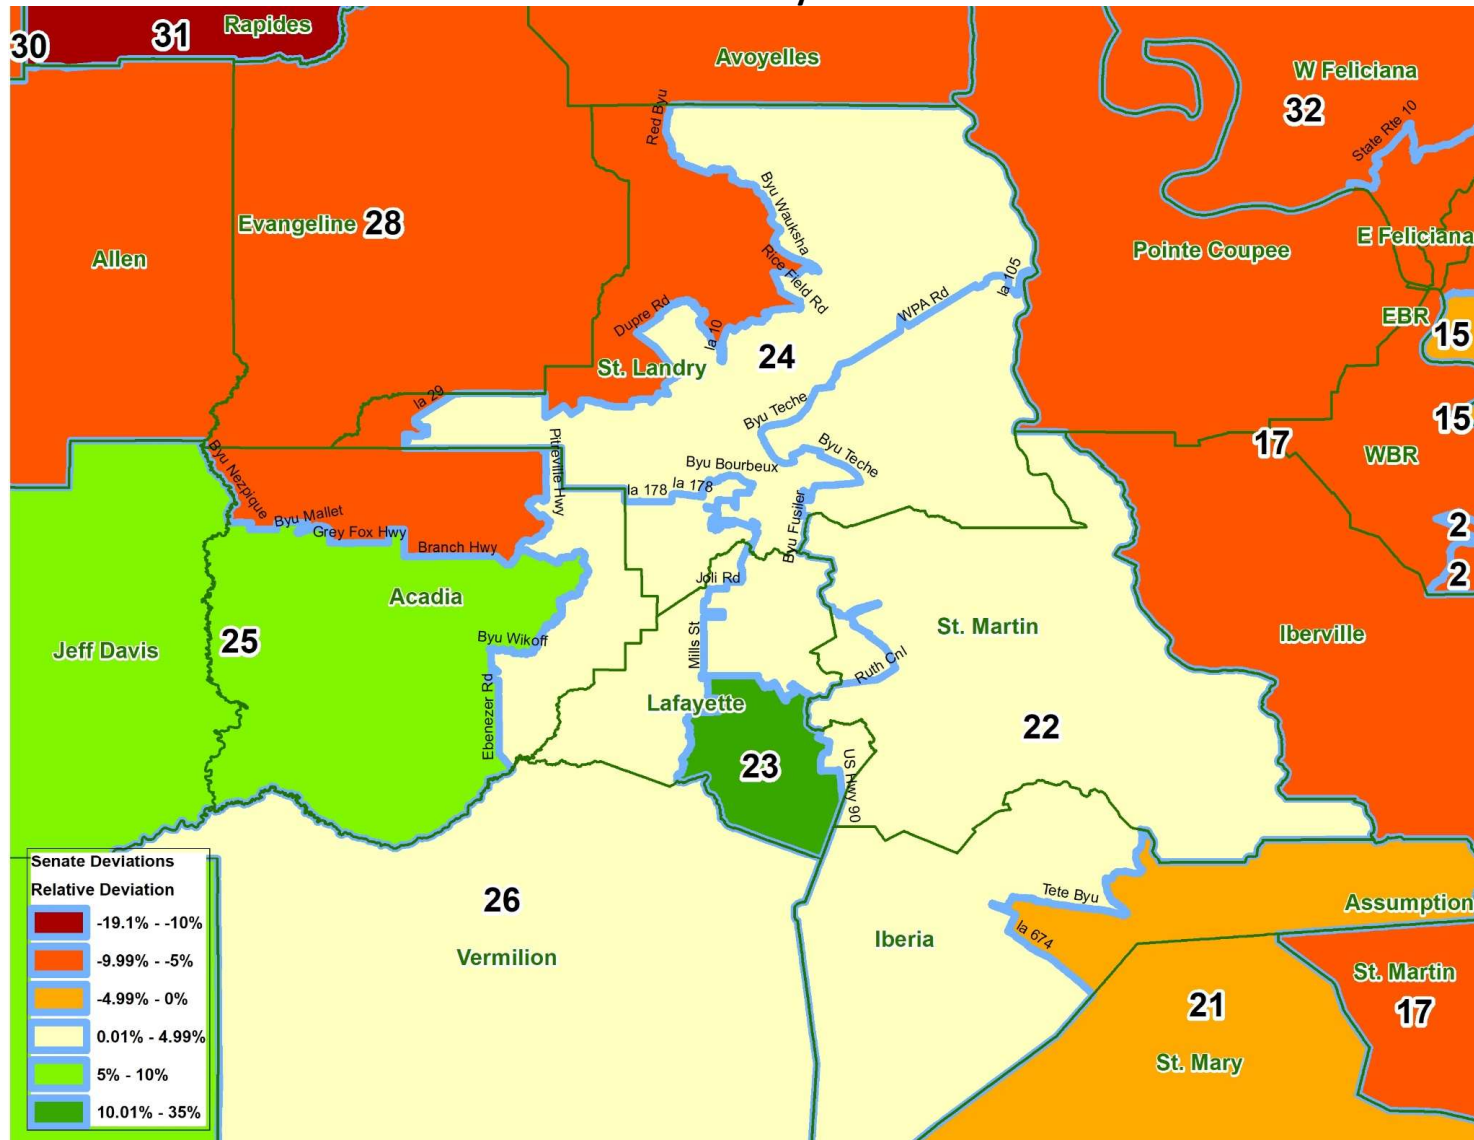 Rapides
31
30
Avoyelles
W Feliciana
32
State Rte 10
Red Byu
Byu Wauksha
Evangeline 28
Allen
Pointe Coupee
E Feliciana
Rice Field Rd
la 105
WPA Rd
Dupre Rd
la 10
EBR
15
24
St. Landry
la 29
Byu Teche
15
17
WBR
Pitreville Hwy
Byu Teche
Byu Bourbeux
la 178
la 178
Byu Nezpique
Byu Mallet
Grey Fox Hwy
Branch Hwy
Byu Fusiler
2
2
Joli Rd
Acadia
St. Martin
Iberville
Jeff Davis
25
Byu Wikoff
Mills St
Ruth Cnl
Ebenezer Rd
Lafayette
22
23
US Hwy 90
Senate Deviations
Relative Deviation
-19.1% - -10%
-9.99% - -5%
-4.99% - 0%
0.01% - 4.99%
5% - 10%
10.01% - 35%
26
Vermilion
Tete Byu
la 674
Iberia
Assumption
St. Martin
17
21
St. Mary